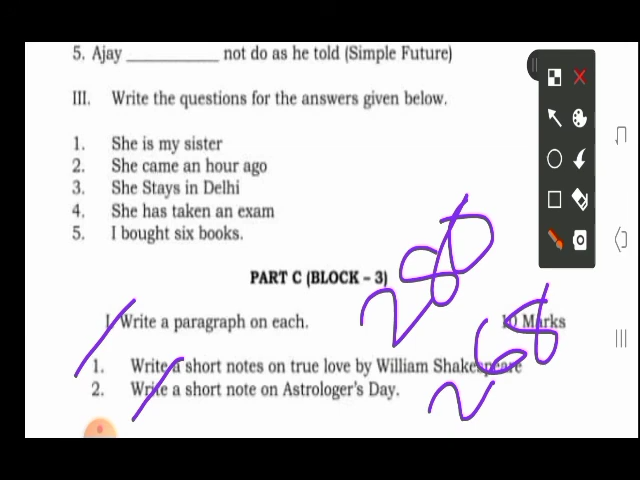 5. Ajay __________ not do as he told (Simple Future)
III. Write the questions for the answers given below.
1. She is my sister
2. She came an hour ago
3. She Stays in Delhi
4. She has taken an exam
5. I bought six books.
280
PART C (BLOCK – 3)
I. Write a paragraph on each. 10 Marks
268
1. Write a short notes on true love by William Shakespeare
2. Write a short note on Astrologer's Day.